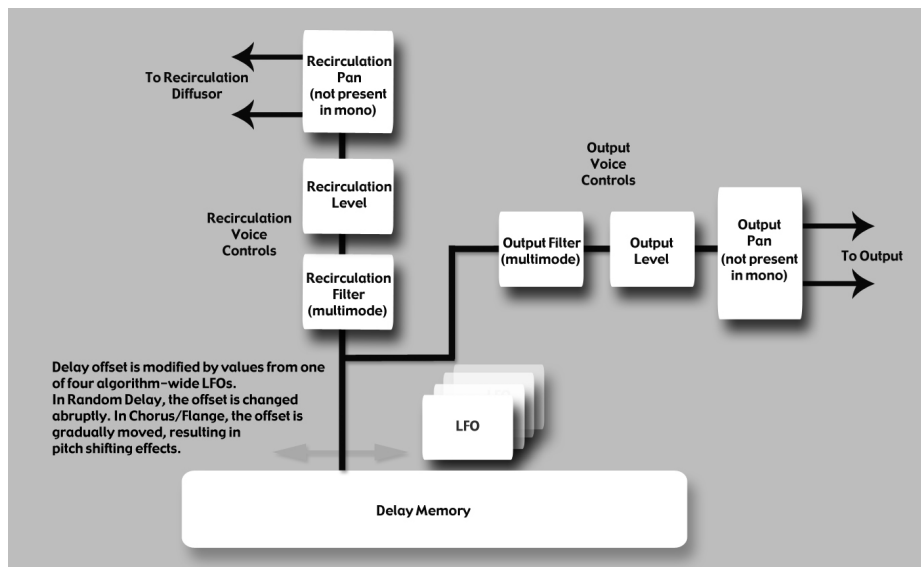 Recirculation
Pan
(not present
in mono)
To Recirculation
Diffusor
Recirculation
Level
Recirculation
Voice
Controls
Recirculation
Filter
(multimode)
Output
Voice
Controls
Output Filter
(multimode)
Output
Level
Output
Pan
(not present
in mono)
To Output
Delay offset is modified by values from one
of four algorithm-wide LFOs.
In Random Delay, the offset is changed
abruptly. In Chorus/Flange, the offset is
gradually moved, resulting in
pitch shifting effects.
LFO
Delay Memory